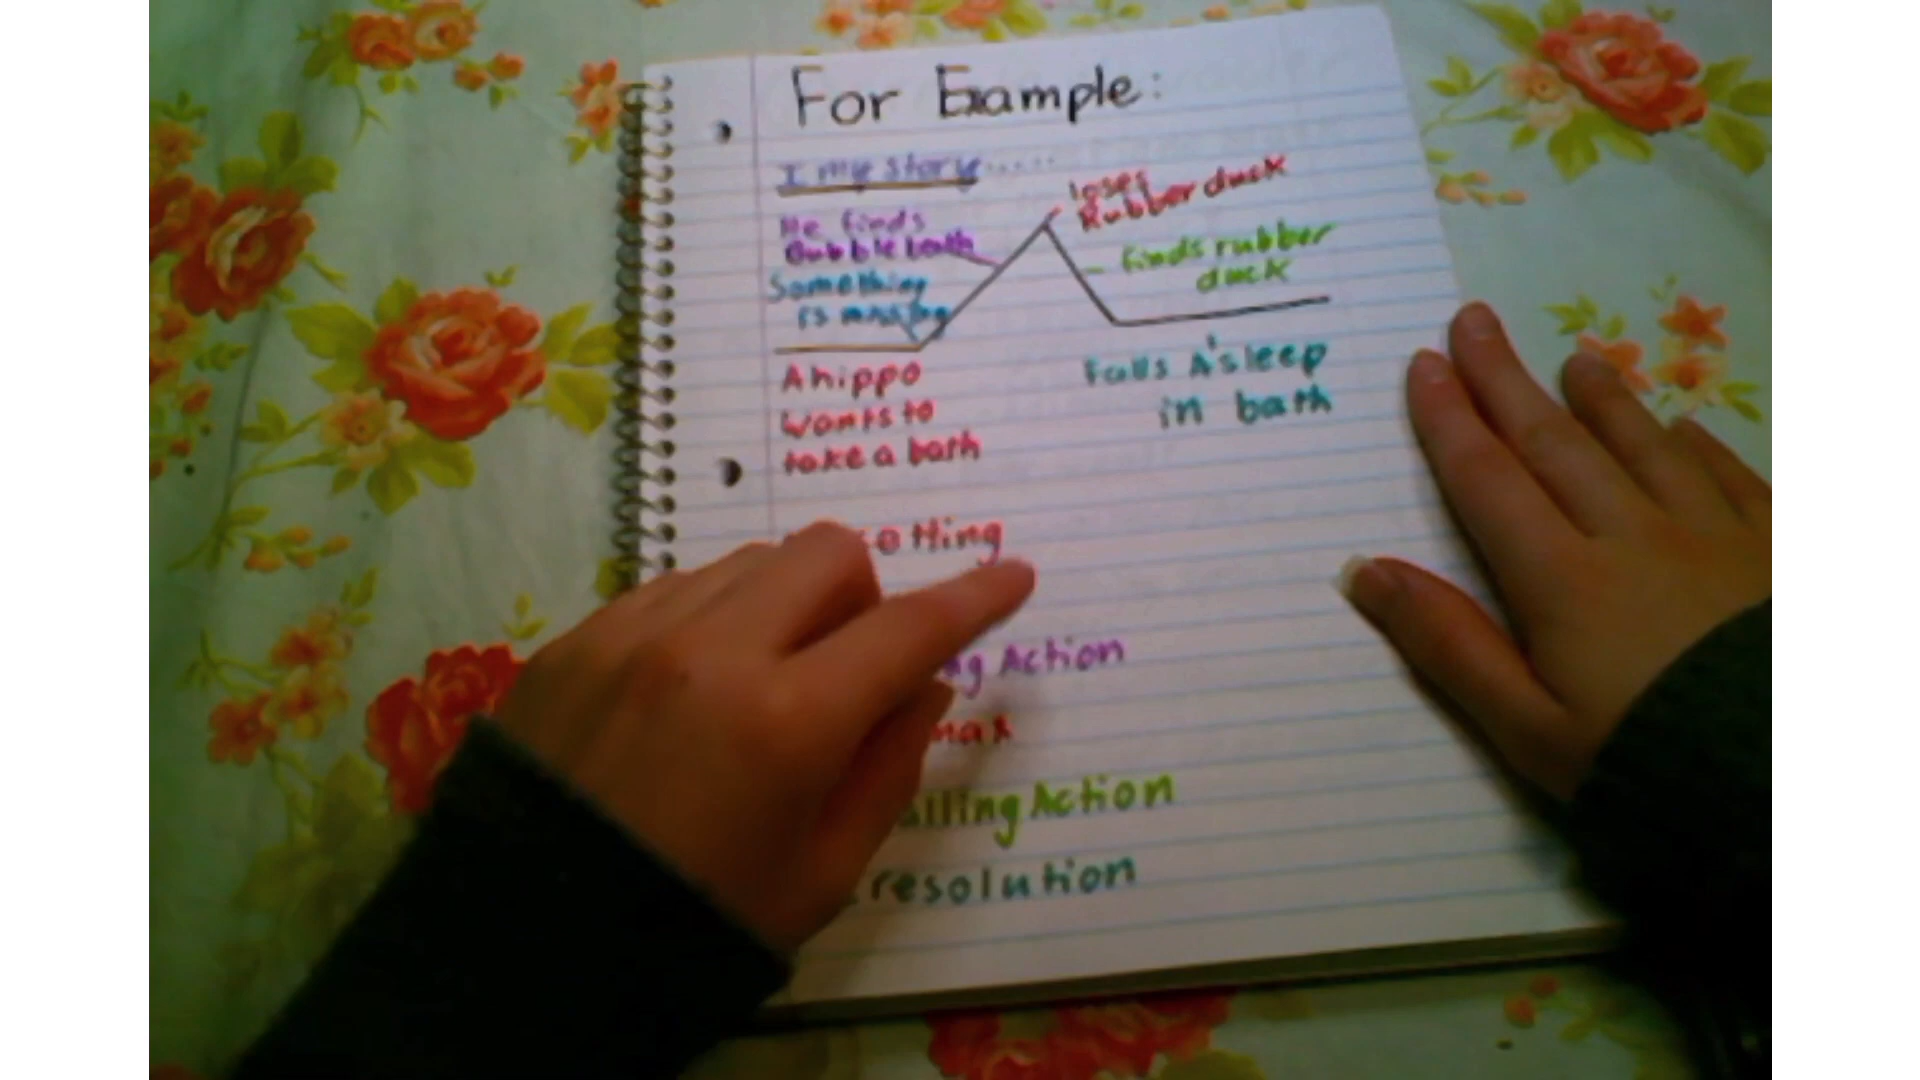 For Example:
I my story.....
He finds
Bubble bath
Something
is missing
A hippo
wants to
take a bath
loses
Rubber duck
- finds rubber
duck
Falls Asleep
in bath
Action
alling Action
resolution